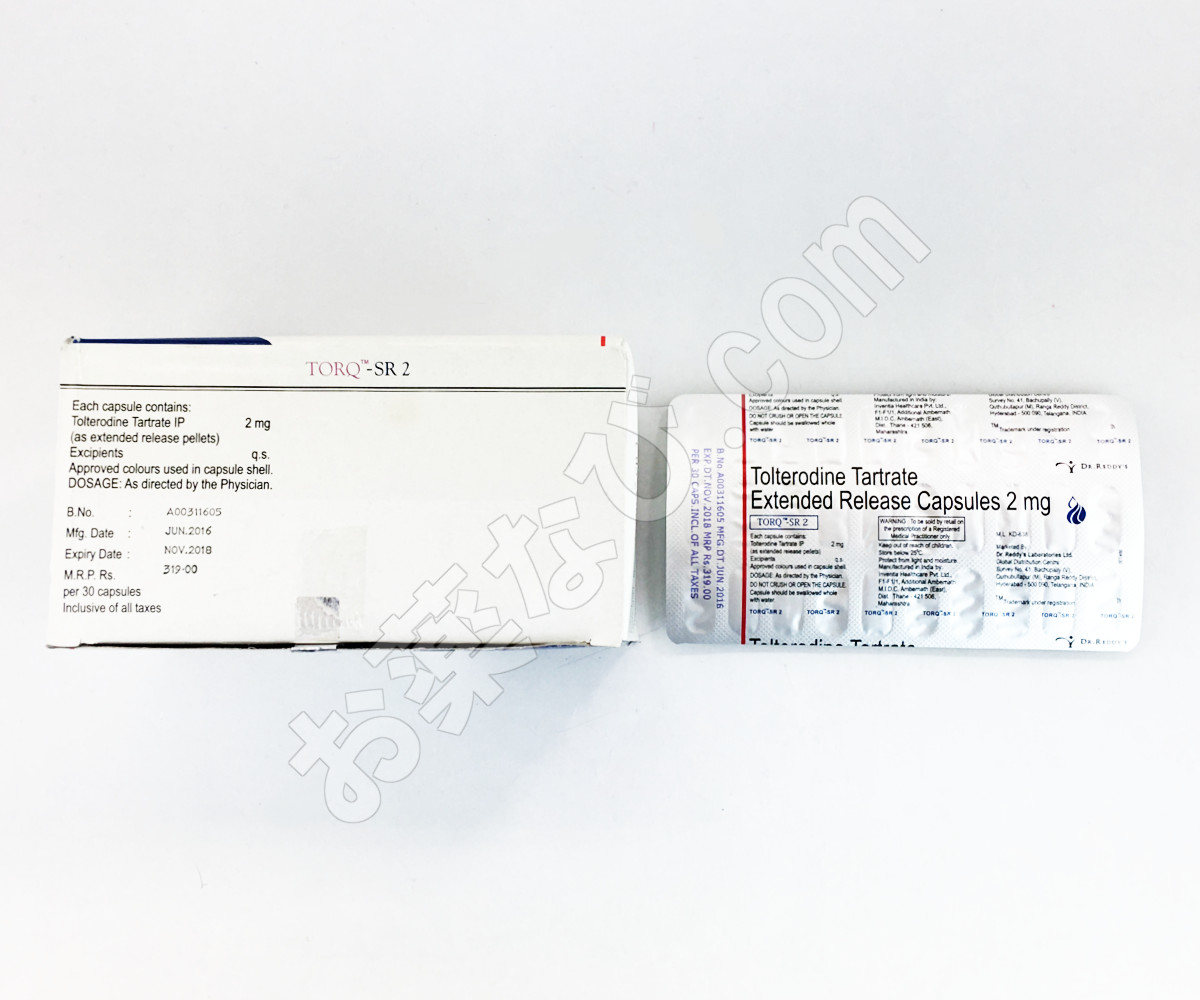 TORQ™-SR 2
Each capsule contains:
Tolterodine Tartrate IP 2 mg
(as extended release pellets)
Excipients q.s.
Approved colours used in capsule shell.
DOSAGE: As directed by the Physician.
B.No. : A00311605
Mfg. Date : JUN.2016
Expiry Date : NOV.2018
M.R.P. Rs. 319.00
per 30 capsules
Inclusive of all taxes
B.No.A00311605 MFG DT.JUN.2016
EXP DT.NOV.2018 MRP Rs.319.00
PER 30 CAPS INCL OF ALL TAXES
Approved colours used in capsule shell.
DOSAGE: As directed by the Physician.
DO NOT CRUSH OR OPEN THE CAPSULE
Capsule should be swallowed whole
with water.
Manufactured in India by:
Inventia Healthcare Pvt. Ltd.,
F1-F1/1, Additional Ambernath
M.I.D.C, Ambernath (East),
Dist. Thane - 421 506,
Maharashtra
Survey No. 41, Bachupally (V),
Quthubullapur (M), Ranga Reddy District,
Hyderabad - 500 090, Telangana, INDIA
™Trademark under registration
TORQ™SR 2 TORQ™SR 2 TORQ™SR 2 TORQ™SR 2 TORQ™SR 2 TORQ™SR 2 TORQ™SR 2
DR.REDDY'S
Tolterodine Tartrate
Extended Release Capsules 2 mg
TORQ™-SR 2
Each capsule contains:
Tolterodine Tartrate IP 2 mg
(as extended release pellets)
Excipients q.s.
Approved colours used in capsule shell.
DOSAGE: As directed by the Physician.
DO NOT CRUSH OR OPEN THE CAPSULE
Capsule should be swallowed whole
with water.
WARNING: To be sold by retail on
the prescription of a Registered
Medical Practitioner only.
Keep out of reach of children.
Store below 25°C.
Protect from light and moisture.
Manufactured in India by:
Inventia Healthcare Pvt. Ltd.,
F1-F1/1, Additional Ambernath
M.I.D.C, Ambernath (East),
Dist. Thane - 421 506,
Maharashtra
Marketed By
Dr. Reddy's Laboratories Ltd.
Global Distribution Centre
Survey No. 41, Bachupally (V),
Quthubullapur (M), Ranga Reddy District,
Hyderabad - 500 090, Telangana, INDIA
™Trademark under registration
TORQ™SR 2 TORQ™SR 2 TORQ™SR 2 TORQ™SR 2 TORQ™SR 2 TORQ™SR 2 TORQ™SR 2
Tolterodine Tartrate
DR.REDDY'S
お薬なび.com